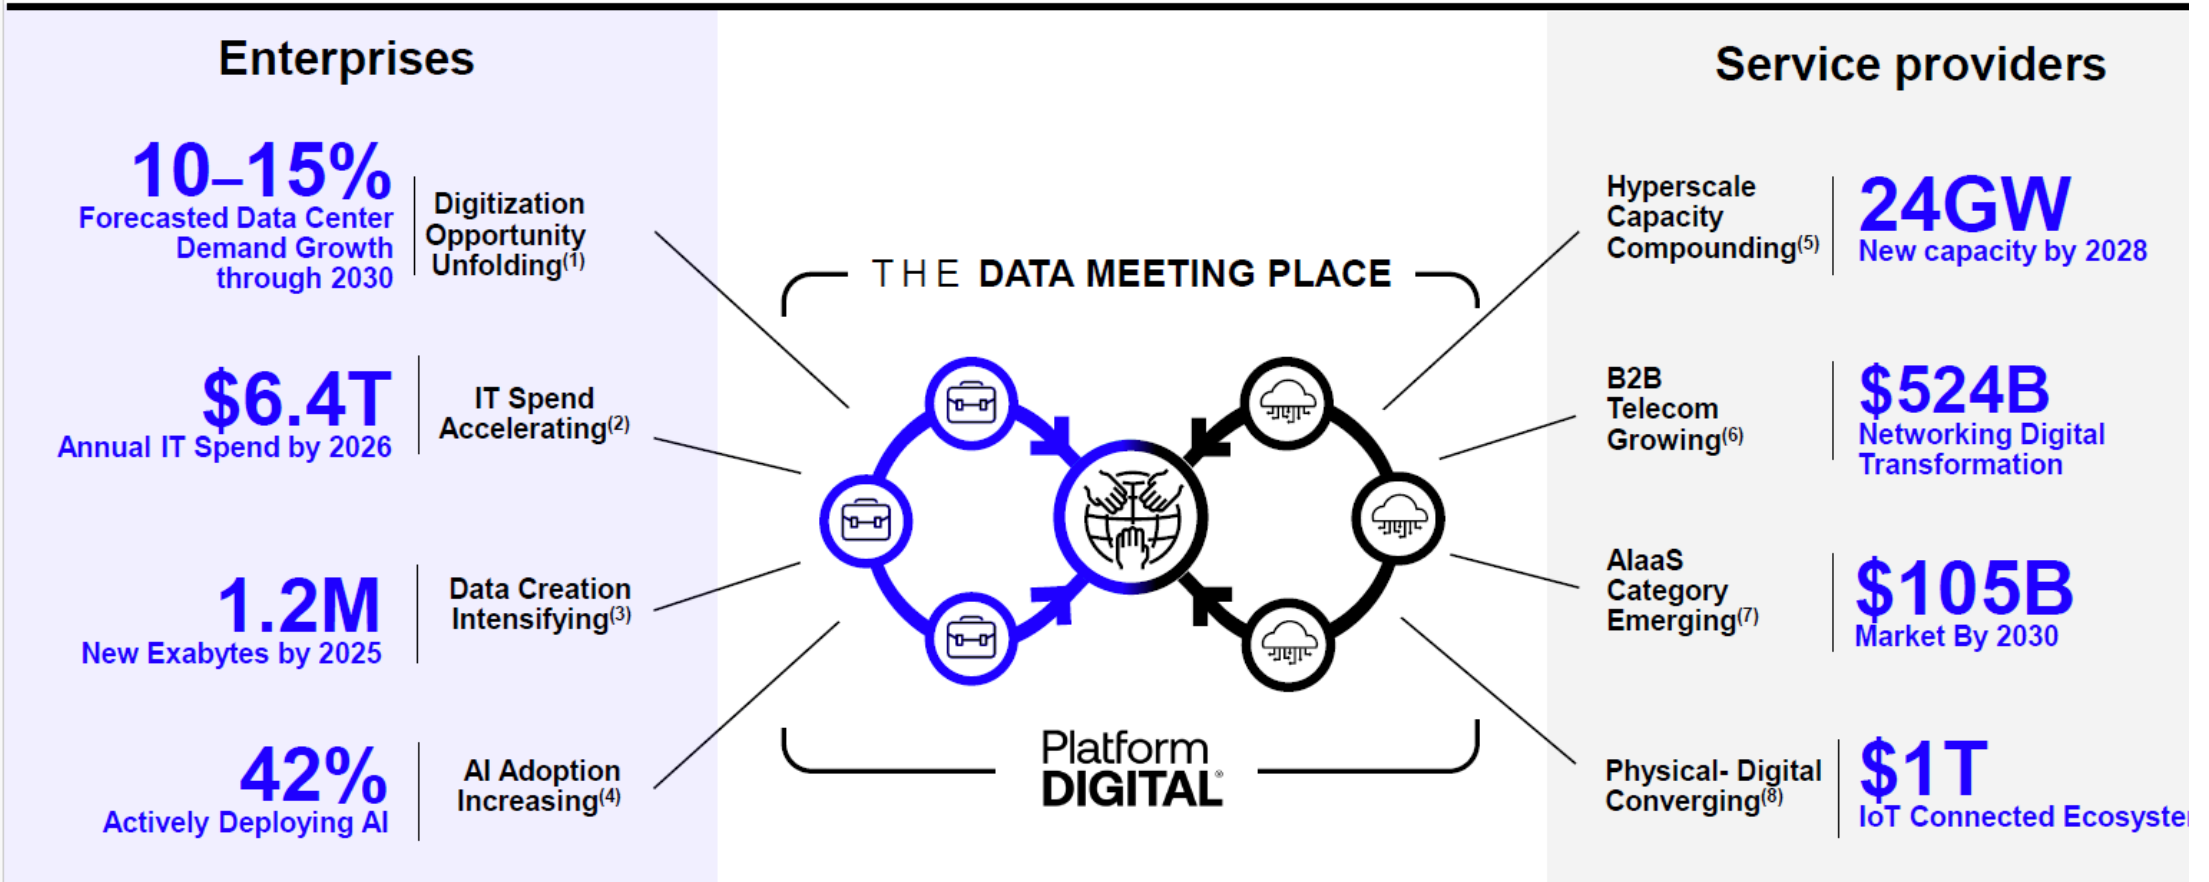 Enterprises
10–15%
Forecasted Data Center
Demand Growth
through 2030
Digitization
Opportunity
Unfolding(1)
$6.4T
Annual IT Spend by 2026
IT Spend
Accelerating(2)
1.2M
New Exabytes by 2025
Data Creation
Intensifying(3)
42%
Actively Deploying AI
AI Adoption
Increasing(4)
THE DATA MEETING PLACE
Platform
DIGITAL®
Service providers
Hyperscale
Capacity
Compounding(5)
24GW
New capacity by 2028
B2B
Telecom
Growing(6)
$524B
Networking Digital
Transformation
AIaaS
Category
Emerging(7)
$105B
Market By 2030
Physical- Digital
Converging(8)
$1T
IoT Connected Ecosyste